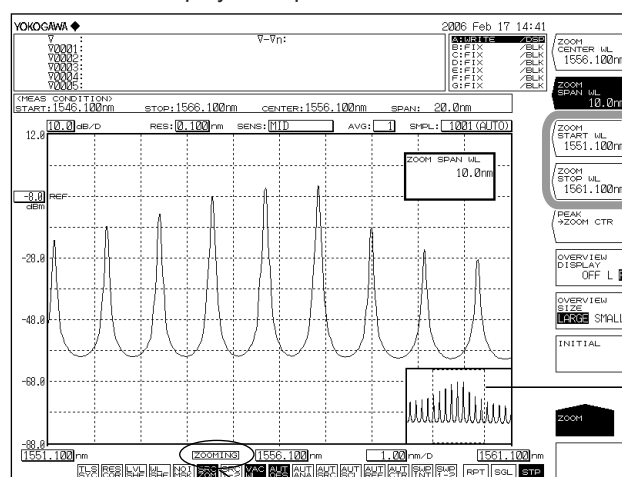 YOKOGAWA
2006 Feb 17 14:41
∇ :
∇0001:
∇0002:
∇0003:
∇0004:
∇0005:
∇-∇n:
A:WRITE /DSP
B:FIX /BLK
C:FIX /BLK
D:FIX /BLK
E:FIX /BLK
F:FIX /BLK
G:FIX /BLK
<MEAS CONDITION>
START:1546.100nm STOP:1566.100nm CENTER:1556.100nm SPAN: 20.0nm
10.0 dB/D RES: 0.100 nm SENS: MID AVG: 1 SMPL: 1001 (AUTO)
12.0
-8.0 REF
dBm
-28.0
-48.0
-68.0
-88.0
ZOOM SPAN WL
10.0nm
1551.100 nm ZOOMING 1556.100 nm 1.00 nm/D 1561.100 nm
RPT SGL STP
ZOOM
CENTER WL
1556.100nm
ZOOM
SPAN WL
10.0nm
ZOOM
START WL
1551.100nm
ZOOM
STOP WL
1561.100nm
PEAK
→ZOOM CTR
OVERVIEW
DISPLAY
OFF L
OVERVIEW
SIZE
LARGE SMALL
INITIAL
ZOOM